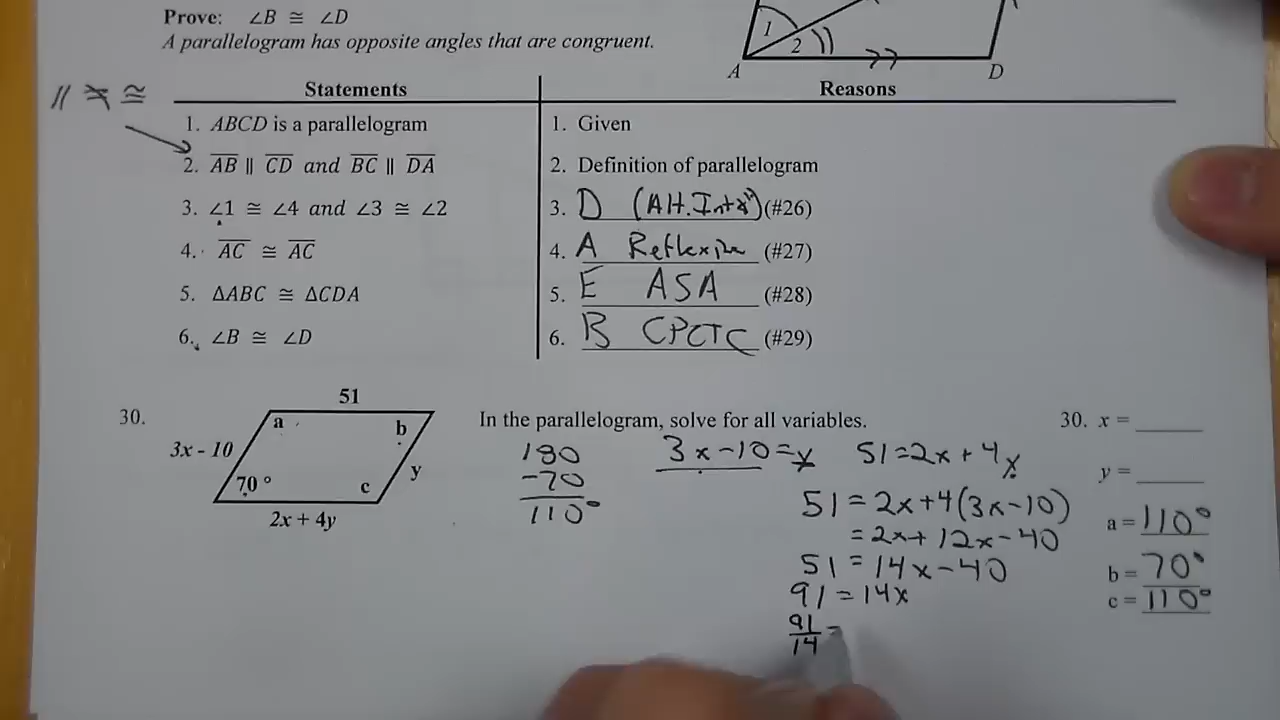 Prove: ∠B ≅ ∠D
A parallelogram has opposite angles that are congruent.
1
2
A
D
Statements
Reasons
1. ABCD is a parallelogram
1. Given
2. AB ∥ CD and BC ∥ DA
2. Definition of parallelogram
3. ∠1 ≅ ∠4 and ∠3 ≅ ∠2
3. D (Alt. Int ∠'s) (#26)
4. AC ≅ AC
4. A Reflexive (#27)
5. ΔABC ≅ ΔCDA
5. E ASA (#28)
6. ∠B ≅ ∠D
6. B CPCTC (#29)
30.
51
a
b
3x - 10
70°
c
y
2x + 4y
In the parallelogram, solve for all variables.
180
-70
110°
3x-10=y
51=2x+4y
51=2x+4(3x-10)
=2x+12x-40
51=14x-40
91=14x
91/14 =
30. x = ______
y = ______
a = 110°
b = 70°
c = 110°